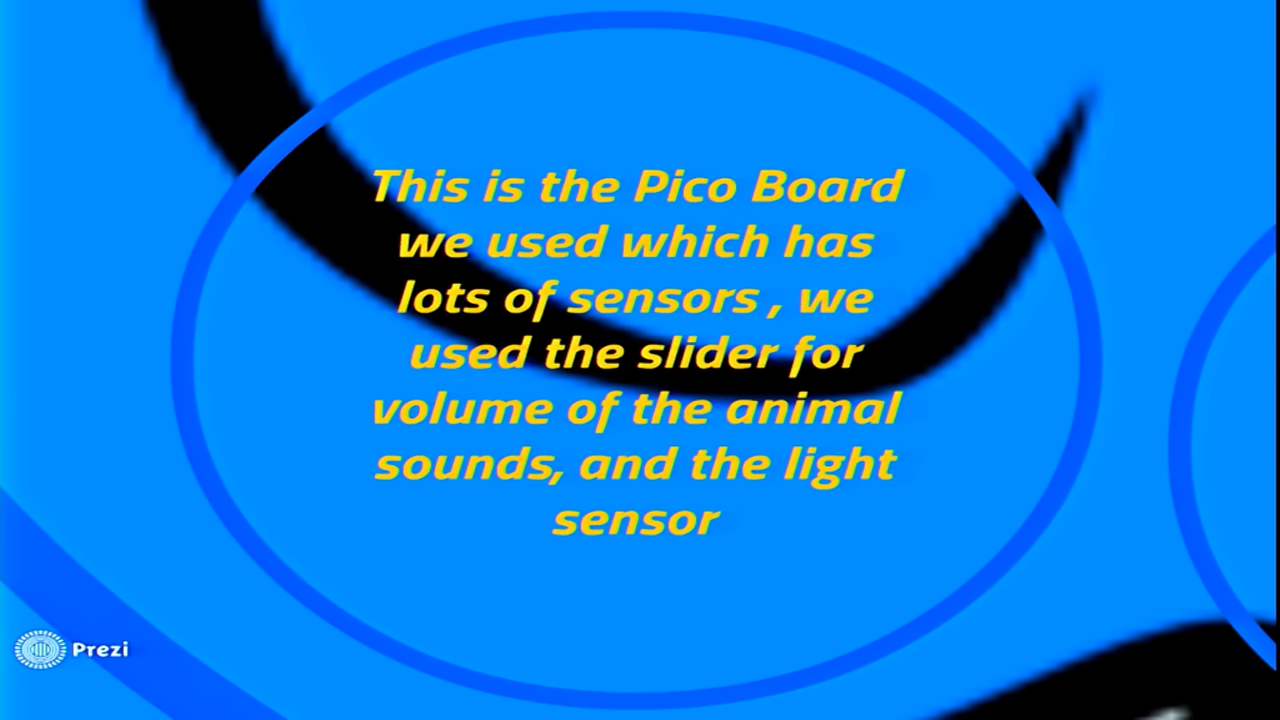 This is the Pico Board
we used which has
lots of sensors , we
used the slider for
volume of the animal
sounds, and the light
sensor
Prezi